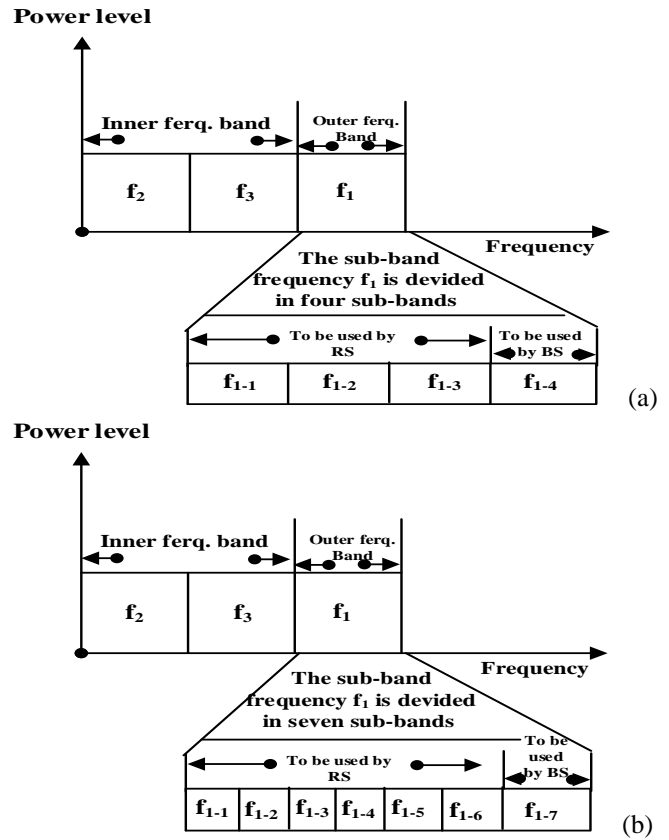 Power level
Inner ferq. band
Outer ferq.
Band
f2
f3
f1
Frequency
The sub-band
frequency f1 is devided
in four sub-bands
To be used by
RS
To be used
by BS
f1-1
f1-2
f1-3
f1-4
(a)
Power level
Inner ferq. band
Outer ferq.
Band
f2
f3
f1
Frequency
The sub-band
frequency f1 is devided
in seven sub-bands
To be used by
RS
To be
used
by BS
f1-1
f1-2
f1-3
f1-4
f1-5
f1-6
f1-7
(b)